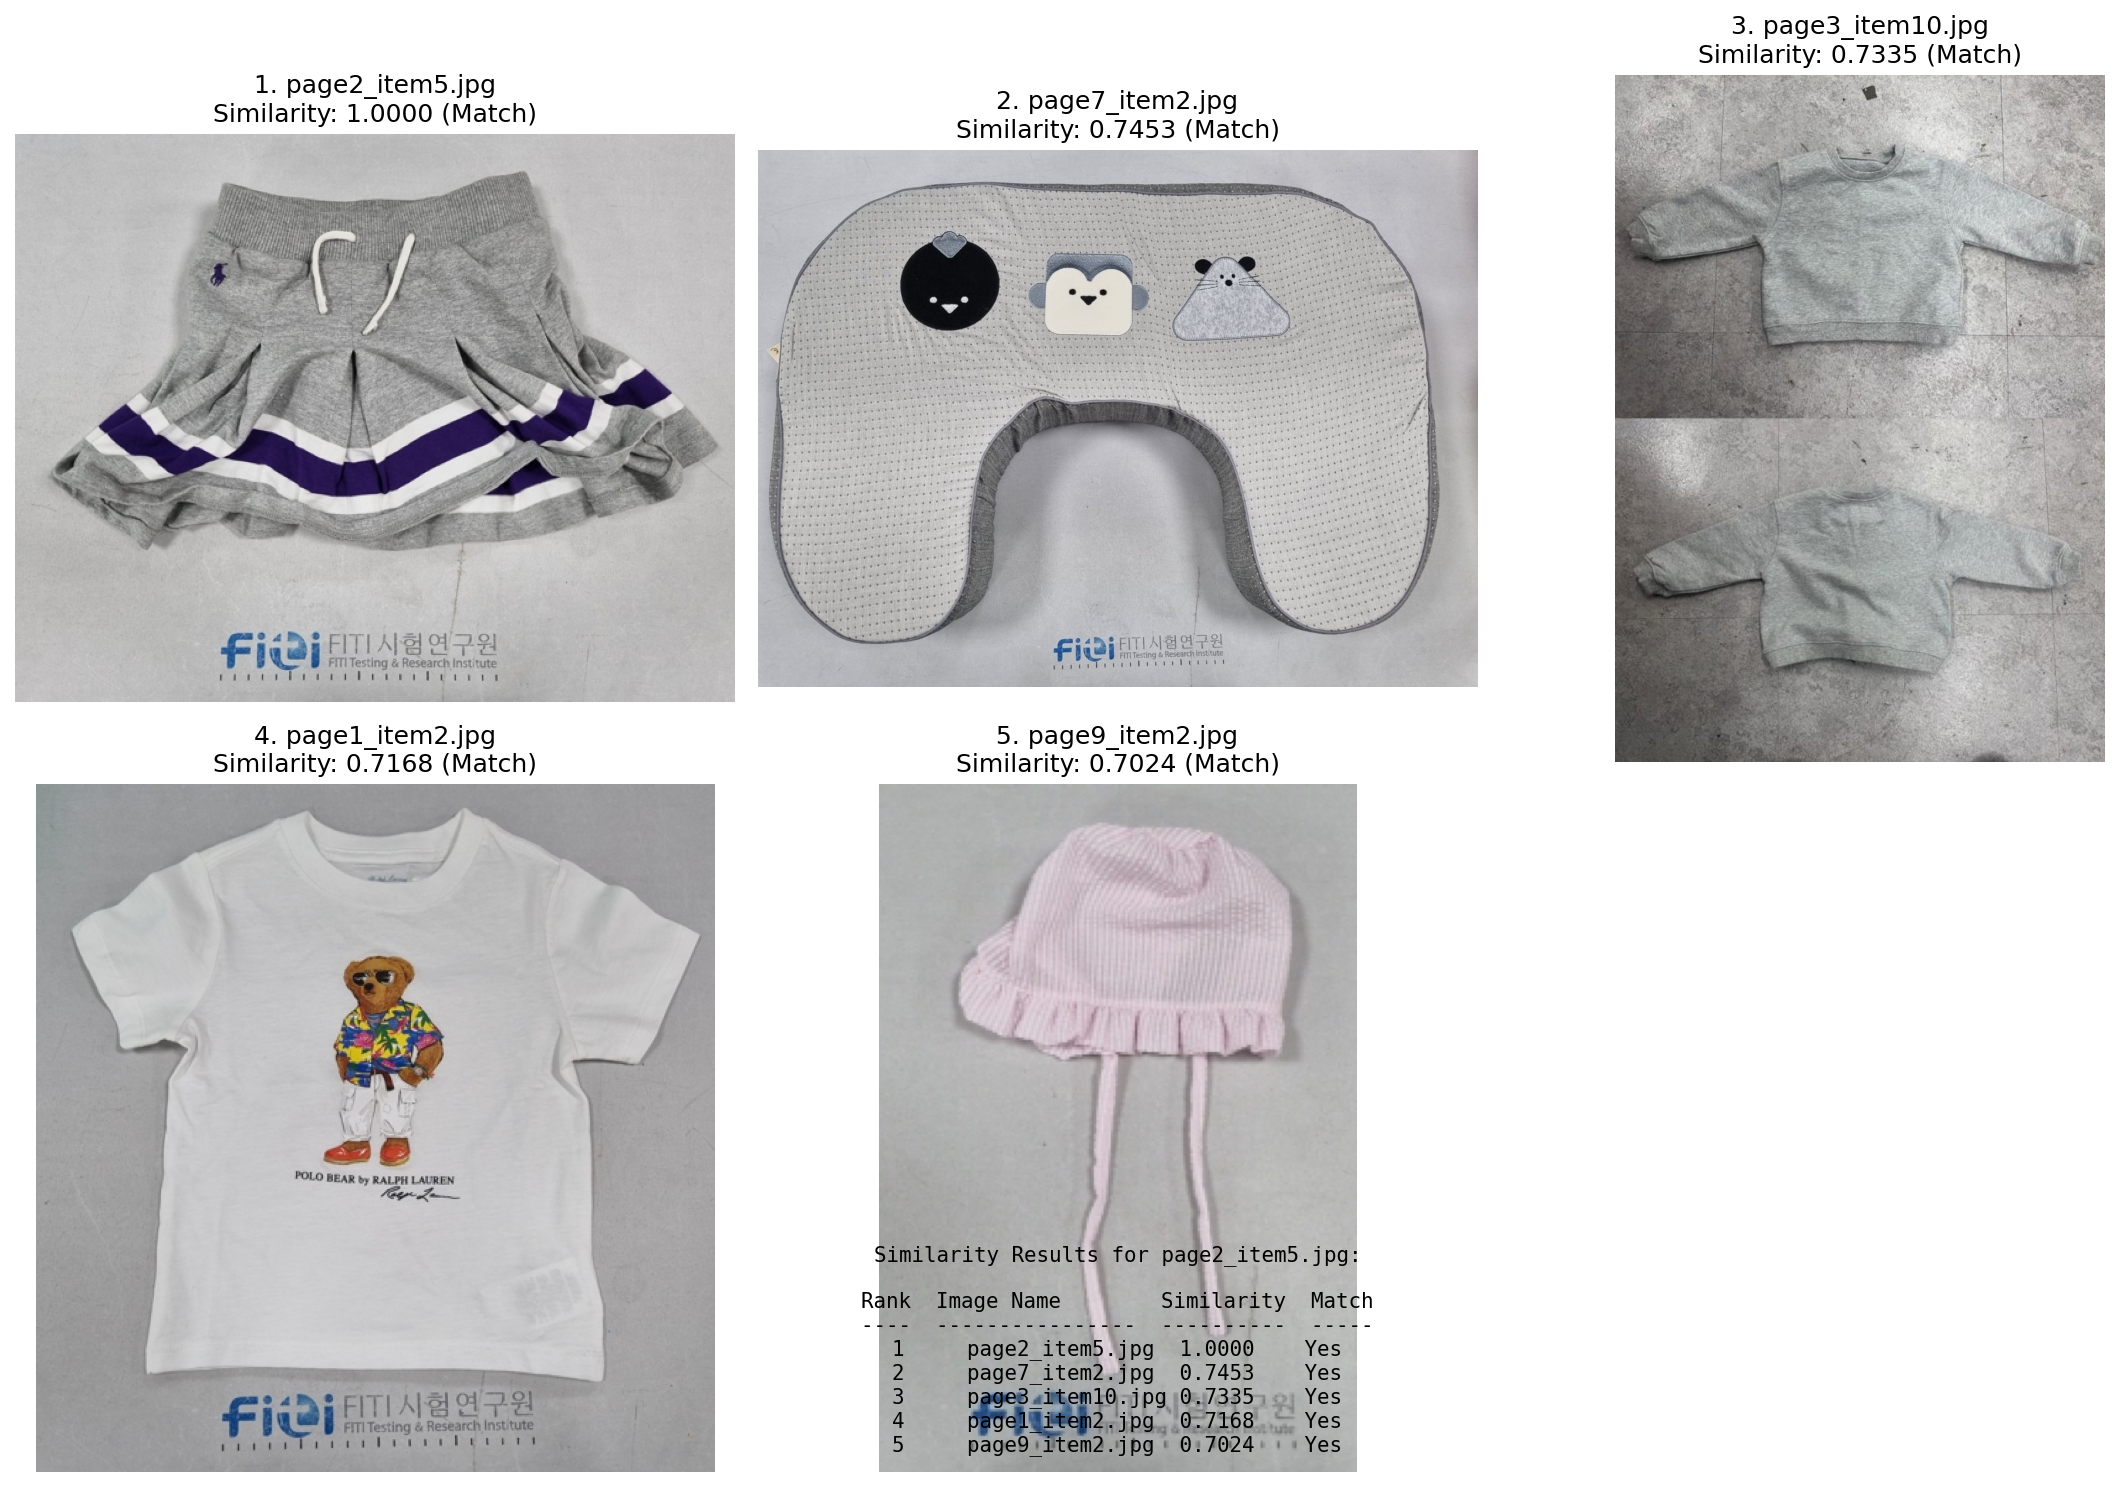 1. page2_item5.jpg
Similarity: 1.0000 (Match)
FiTi FITI 시험연구원
FITI Testing & Research Institute
2. page7_item2.jpg
Similarity: 0.7453 (Match)
FiTi FITI 시험연구원
FITI Testing & Research Institute
3. page3_item10.jpg
Similarity: 0.7335 (Match)
4. page1_item2.jpg
Similarity: 0.7168 (Match)
POLO BEAR by RALPH LAUREN
FiTi FITI 시험연구원
FITI Testing & Research Institute
5. page9_item2.jpg
Similarity: 0.7024 (Match)
Similarity Results for page2_item5.jpg:
Rank Image Name Similarity Match
---- ---------------- ---------- -----
1 page2_item5.jpg 1.0000 Yes
2 page7_item2.jpg 0.7453 Yes
3 page3_item10.jpg 0.7335 Yes
4 page1_item2.jpg 0.7168 Yes
5 page9_item2.jpg 0.7024 Yes